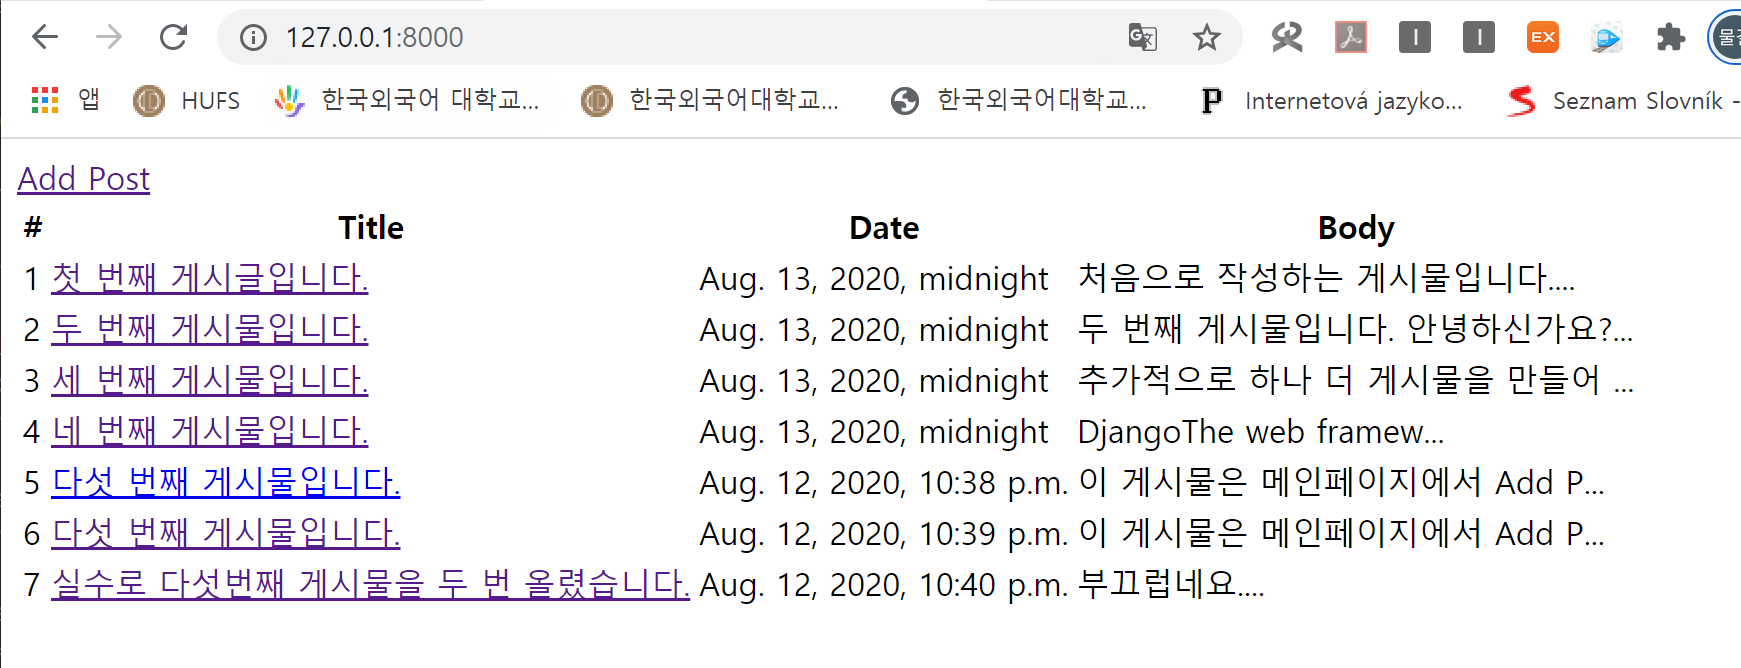 127.0.0.1:8000
EX
앱 HUFS 한국외국어 대학교... 한국외국어대학교... 한국외국어대학교... Internetová jazyko... Seznam Slovník -
Add Post
# Title Date Body
1 첫 번째 게시글입니다. Aug. 13, 2020, midnight 처음으로 작성하는 게시물입니다....
2 두 번째 게시물입니다. Aug. 13, 2020, midnight 두 번째 게시물입니다. 안녕하신가요?...
3 세 번째 게시물입니다. Aug. 13, 2020, midnight 추가적으로 하나 더 게시물을 만들어 ...
4 네 번째 게시물입니다. Aug. 13, 2020, midnight DjangoThe web framew...
5 다섯 번째 게시물입니다. Aug. 12, 2020, 10:38 p.m. 이 게시물은 메인페이지에서 Add P...
6 다섯 번째 게시물입니다. Aug. 12, 2020, 10:39 p.m. 이 게시물은 메인페이지에서 Add P...
7 실수로 다섯번째 게시물을 두 번 올렸습니다. Aug. 12, 2020, 10:40 p.m. 부끄럽네요....